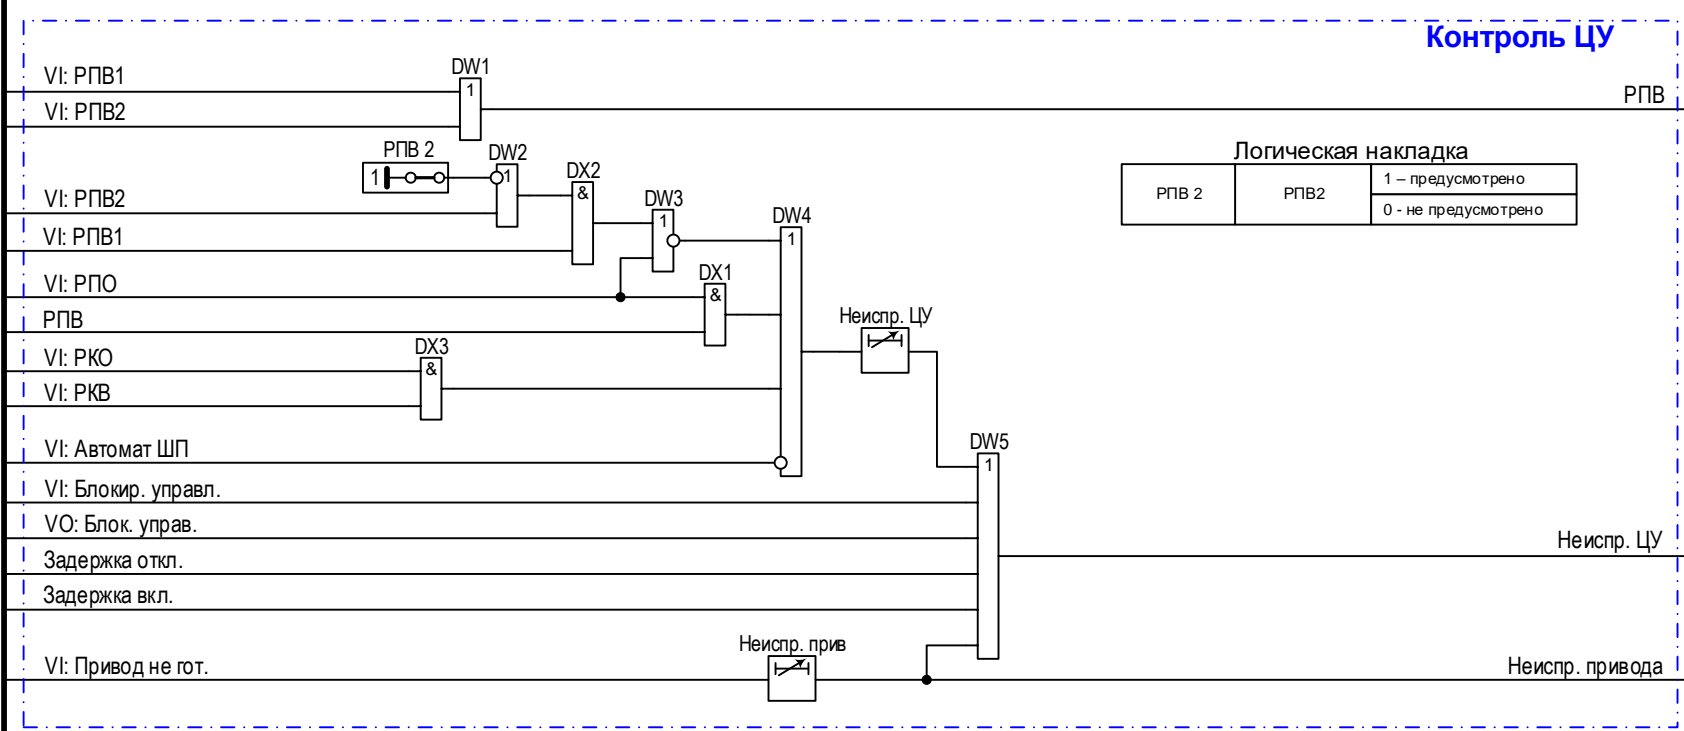 Контроль ЦУ
VI: РПВ1
DW1
1
VI: РПВ2
РПВ
РПВ 2
1
DW2
1
DX2
&
VI: РПВ2
VI: РПВ1
DW3
1
DW4
1
Логическая накладка
РПВ 2
РПВ2
1 – предусмотрено
0 - не предусмотрено
VI: РПО
DX1
&
РПВ
Неиспр. ЦУ
VI: РКО
DX3
&
VI: РКВ
VI: Автомат ШП
DW5
1
VI: Блокир. управл.
VO: Блок. управ.
Неиспр. ЦУ
Задержка откл.
Задержка вкл.
Неиспр. прив
VI: Привод не гот.
Неиспр. привода